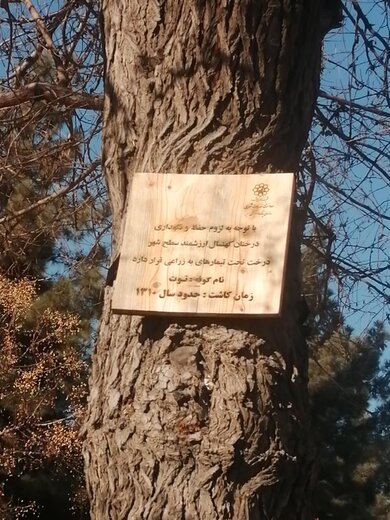 با توجه به لزوم حفظ و نگهداری
درختان کهنسال ارزشمند سطح شهر
درخت تحت تیمارهای به زراعی قرار دارد
نام گونه : توت
زمان کاشت : حدود سال ۱۳۱۰